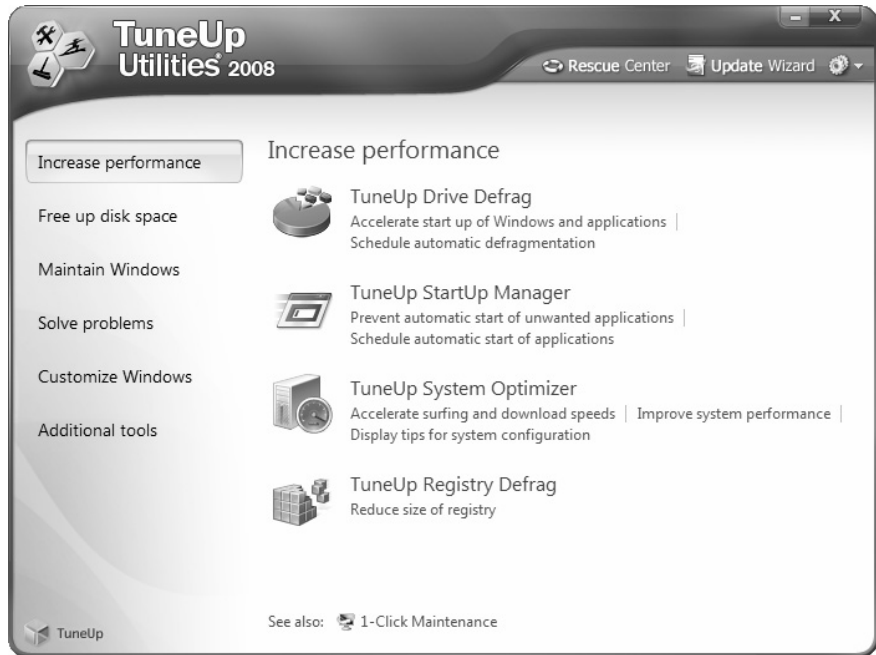 TuneUp
Utilities® 2008
X
Rescue Center Update Wizard
Increase performance
Free up disk space
Maintain Windows
Solve problems
Customize Windows
Additional tools
TuneUp
Increase performance
TuneUp Drive Defrag
Accelerate start up of Windows and applications |
Schedule automatic defragmentation
TuneUp StartUp Manager
Prevent automatic start of unwanted applications |
Schedule automatic start of applications
TuneUp System Optimizer
Accelerate surfing and download speeds | Improve system performance |
Display tips for system configuration
TuneUp Registry Defrag
Reduce size of registry
See also: 1-Click Maintenance